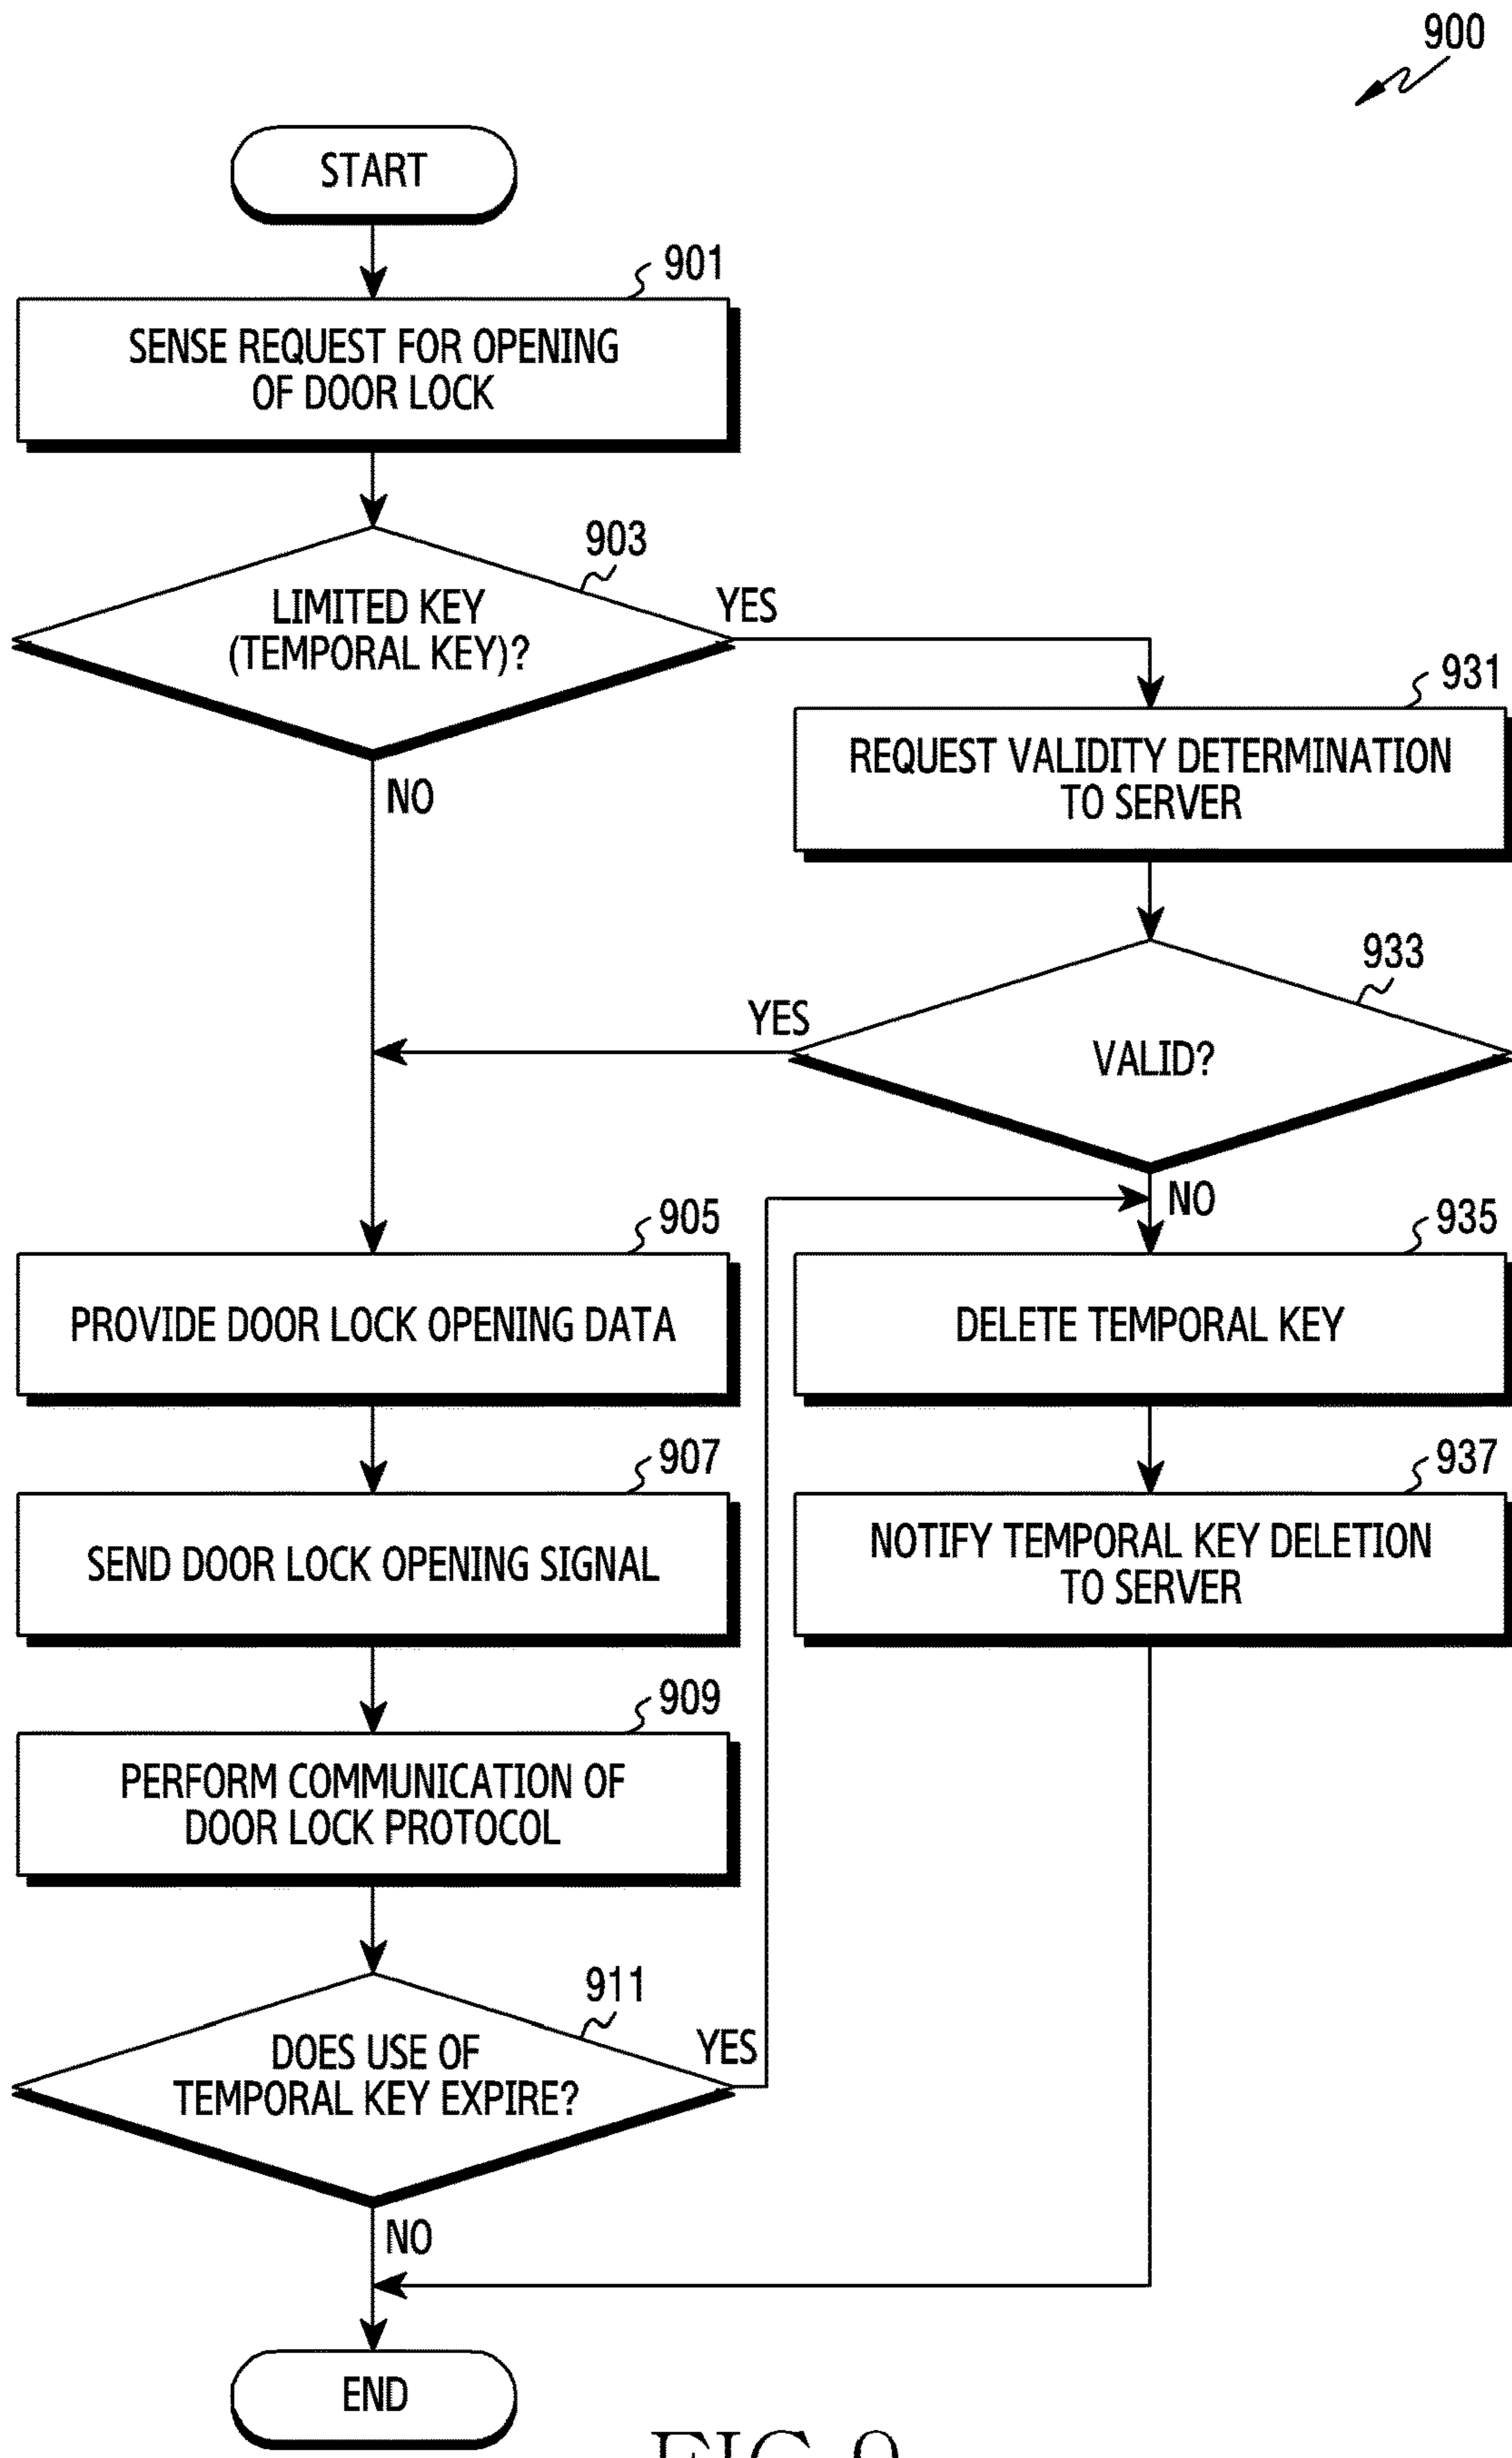 900
START
901
SENSE REQUEST FOR OPENING
OF DOOR LOCK
903
LIMITED KEY
(TEMPORAL KEY)?
YES
NO
931
REQUEST VALIDITY DETERMINATION
TO SERVER
933
VALID?
YES
NO
905
PROVIDE DOOR LOCK OPENING DATA
935
DELETE TEMPORAL KEY
907
SEND DOOR LOCK OPENING SIGNAL
937
NOTIFY TEMPORAL KEY DELETION
TO SERVER
909
PERFORM COMMUNICATION OF
DOOR LOCK PROTOCOL
911
DOES USE OF
TEMPORAL KEY EXPIRE?
YES
NO
END
FIG.9